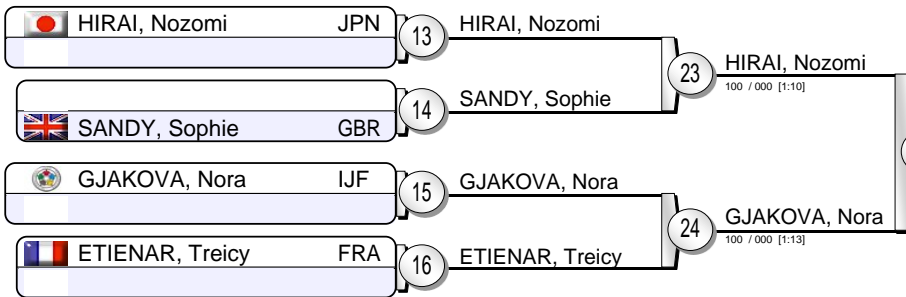 HIRAI, Nozomi JPN
13
HIRAI, Nozomi
23
HIRAI, Nozomi
100 / 000 [1:10]
SANDY, Sophie GBR
14
SANDY, Sophie
GJAKOVA, Nora IJF
15
GJAKOVA, Nora
24
GJAKOVA, Nora
100 / 000 [1:13]
ETIENAR, Treicy FRA
16
ETIENAR, Treicy